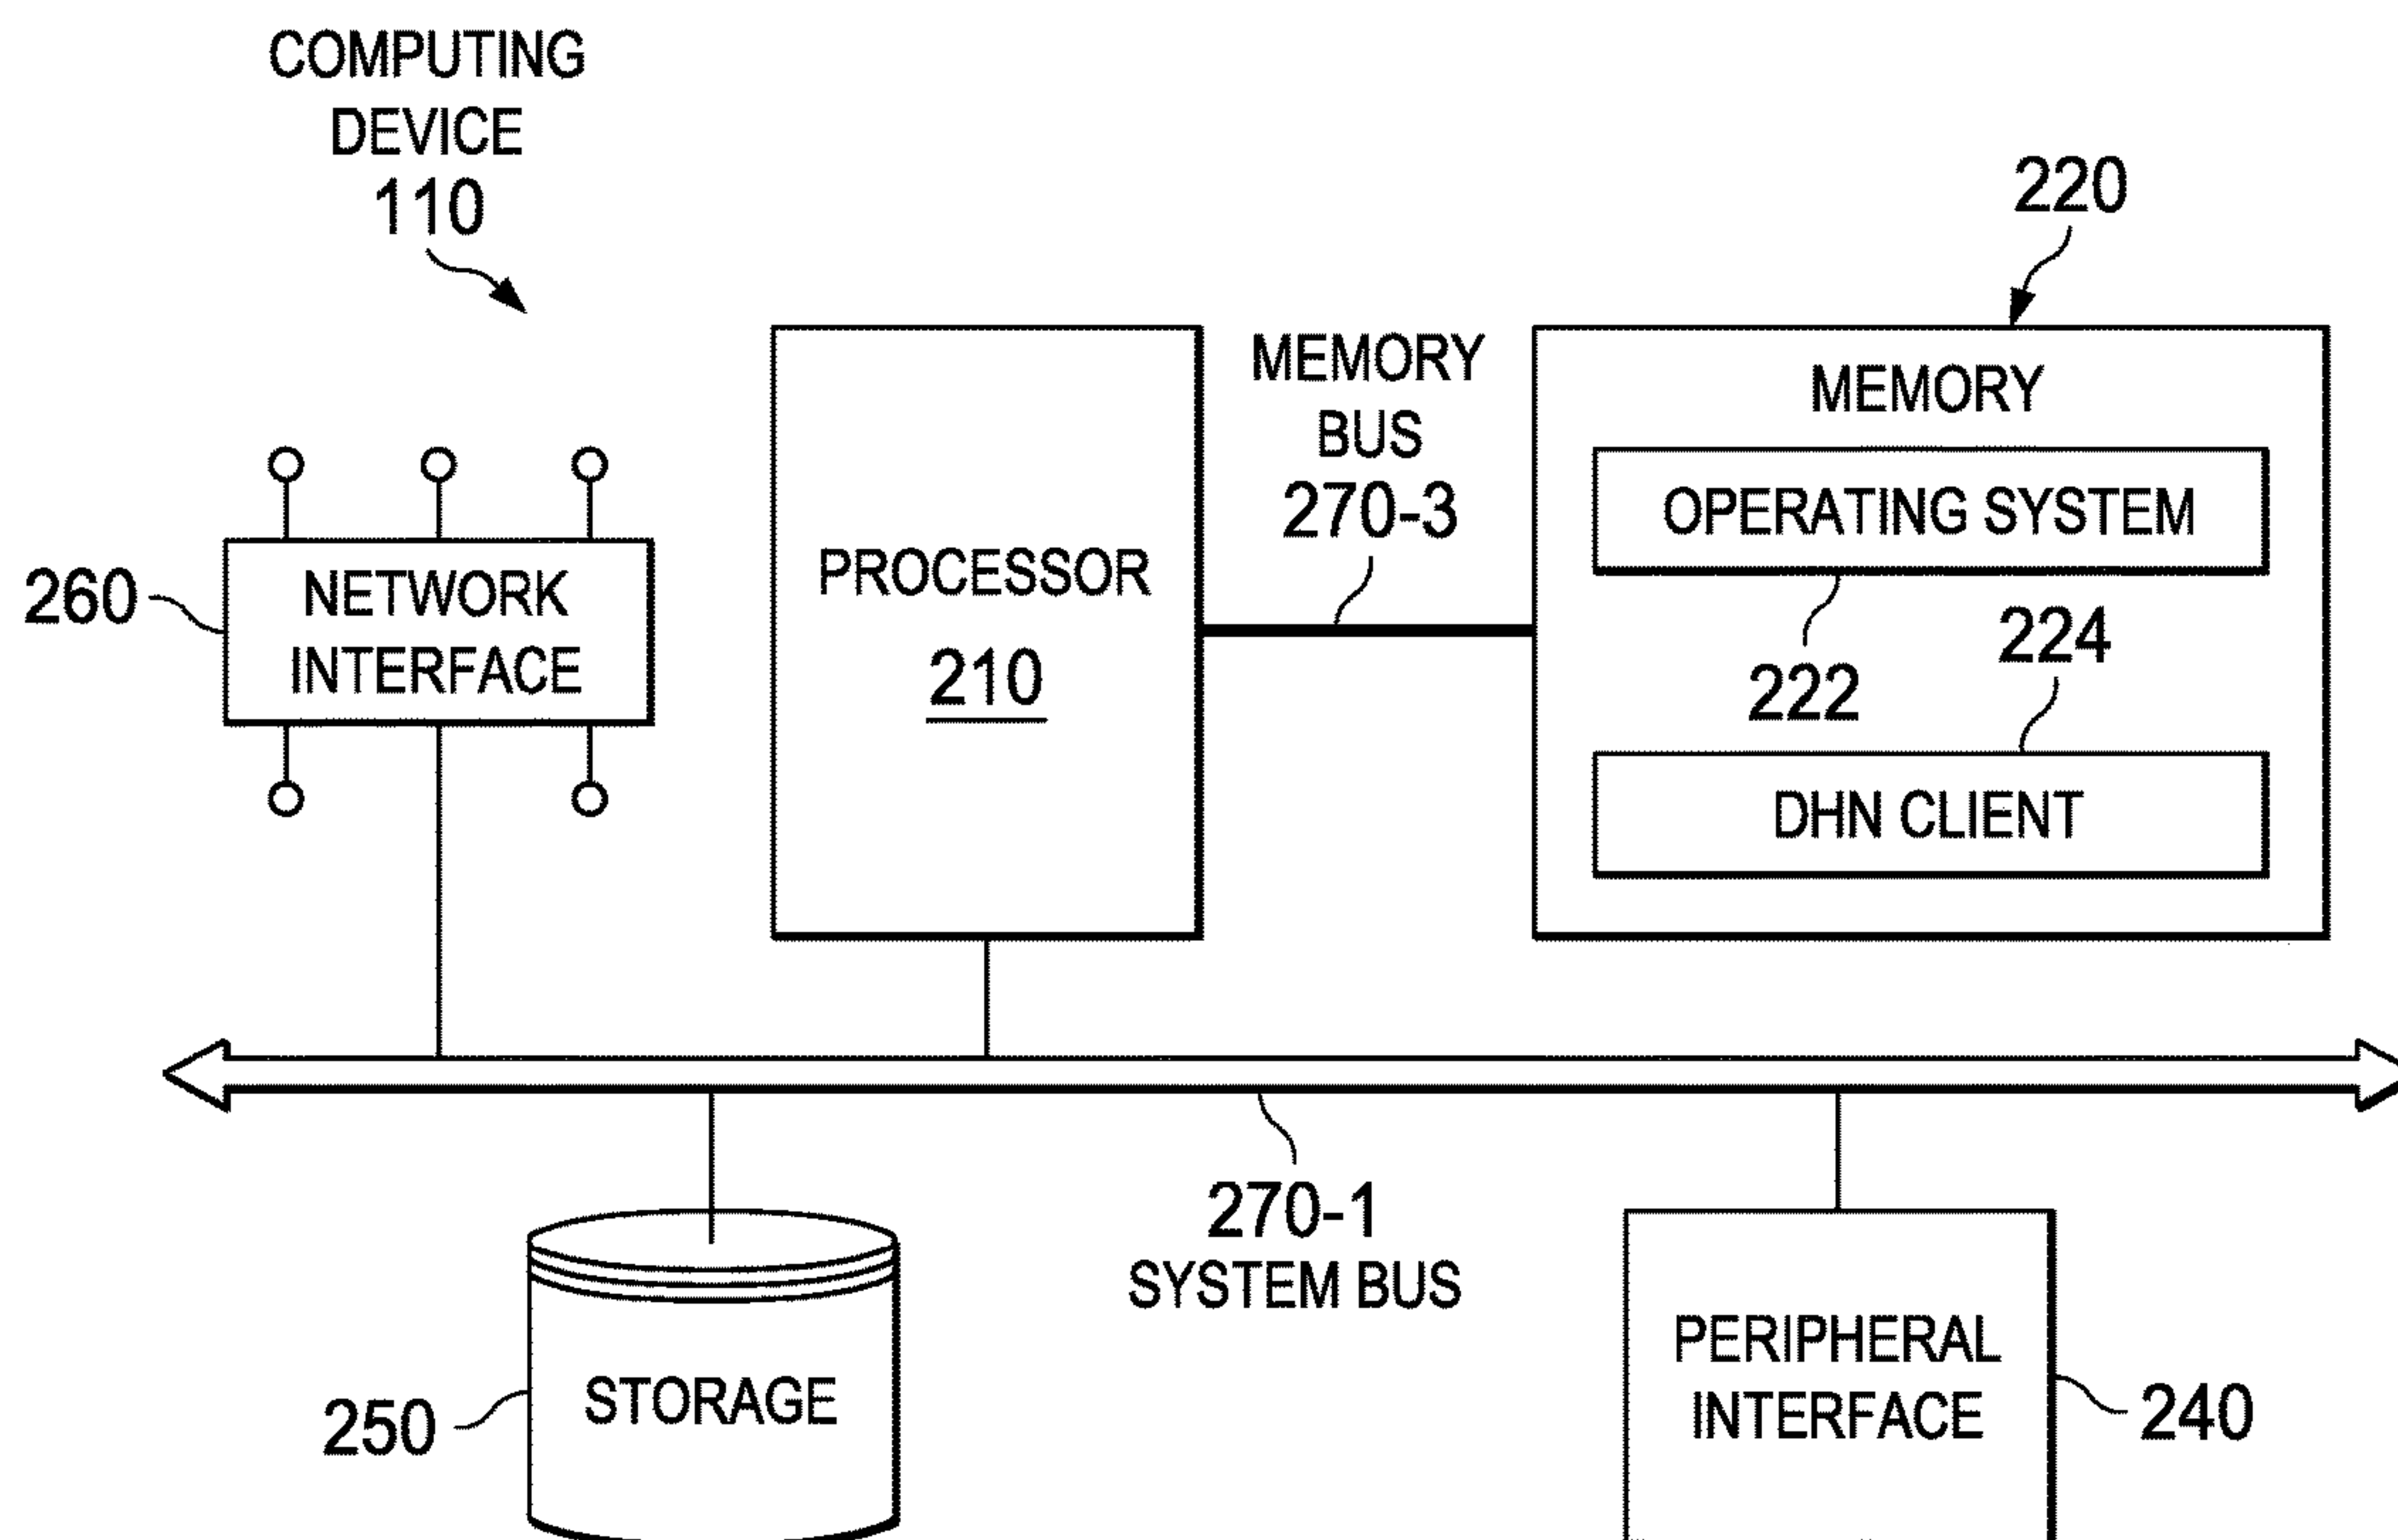 COMPUTING
DEVICE
110
220
MEMORY
BUS
270-3
MEMORY
OPERATING SYSTEM
222
224
DHN CLIENT
PROCESSOR
210
260
NETWORK
INTERFACE
270-1
SYSTEM BUS
250
STORAGE
PERIPHERAL
INTERFACE
240